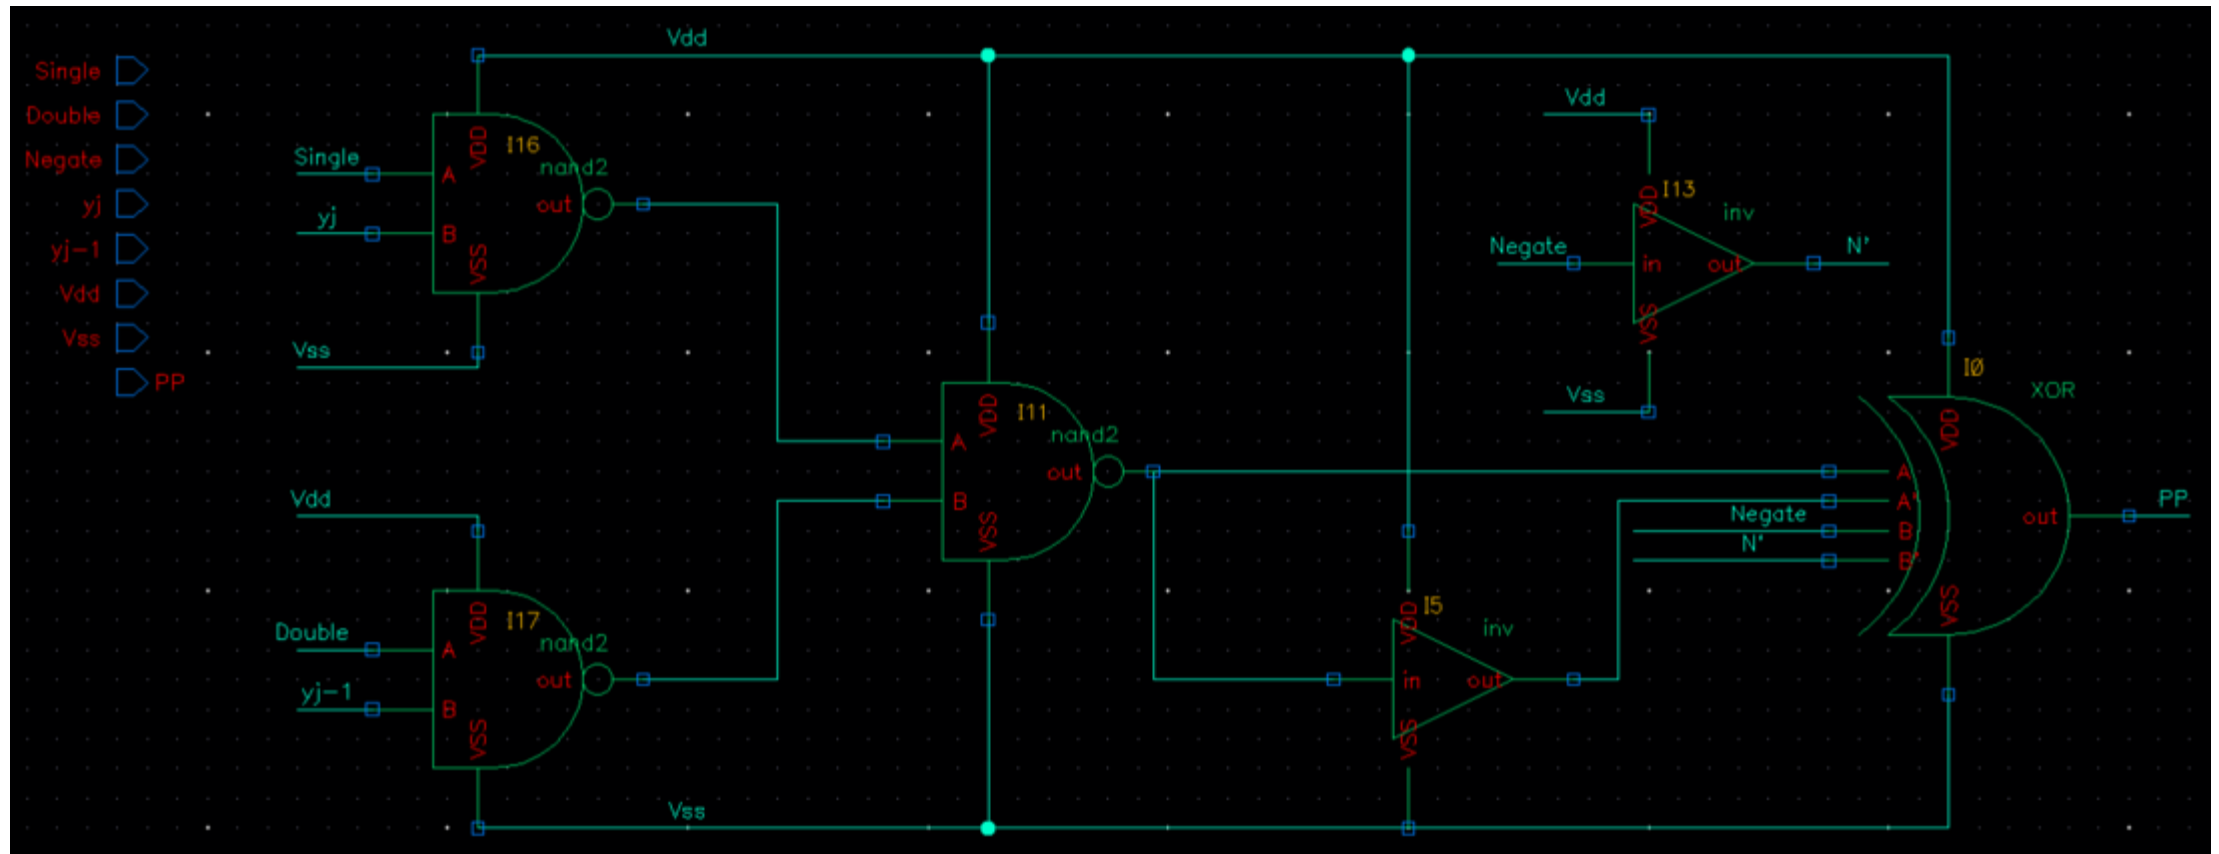 Single
Double
Negate
yj
yj-1
Vdd
Vss
PP
Vdd
Single
yj
Vss
VDD
I16
nand2
A
B
out
VSS
Vdd
Double
yj-1
VDD
I17
nand2
A
B
out
VSS
Vss
VDD
I11
nand2
A
B
out
VSS
Vdd
VDD
I13
inv
Negate
in
out
N'
VSS
Vss
VDD
I5
inv
in
out
VSS
Negate
N'
I0
XOR
VDD
A
A'
B
B'
out
VSS
PP